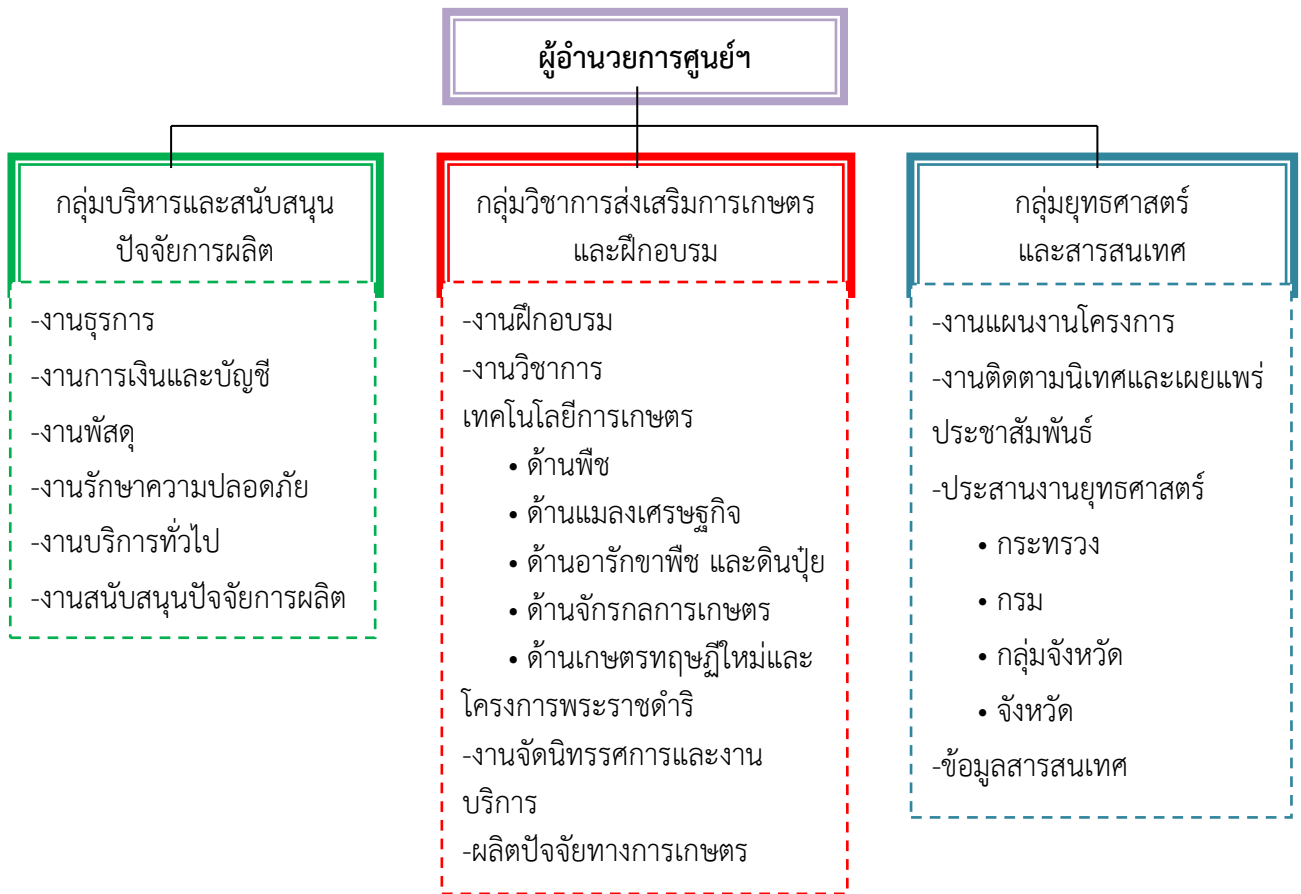 ผู้อำนวยการศูนย์ฯ
กลุ่มบริหารและสนับสนุน
ปัจจัยการผลิต
-งานธุรการ
-งานการเงินและบัญชี
-งานพัสดุ
-งานรักษาความปลอดภัย
-งานบริการทั่วไป
-งานสนับสนุนปัจจัยการผลิต
กลุ่มวิชาการส่งเสริมการเกษตร
และฝึกอบรม
-งานฝึกอบรม
-งานวิชาการ
เทคโนโลยีการเกษตร
• ด้านพืช
• ด้านแมลงเศรษฐกิจ
• ด้านอารักขาพืช และดินปุ๋ย
• ด้านจักรกลการเกษตร
• ด้านเกษตรทฤษฎีใหม่และ
โครงการพระราชดำริ
-งานจัดนิทรรศการและงาน
บริการ
-ผลิตปัจจัยทางการเกษตร
กลุ่มยุทธศาสตร์
และสารสนเทศ
-งานแผนงานโครงการ
-งานติดตามนิเทศและเผยแพร่
ประชาสัมพันธ์
-ประสานงานยุทธศาสตร์
• กระทรวง
• กรม
• กลุ่มจังหวัด
• จังหวัด
-ข้อมูลสารสนเทศ